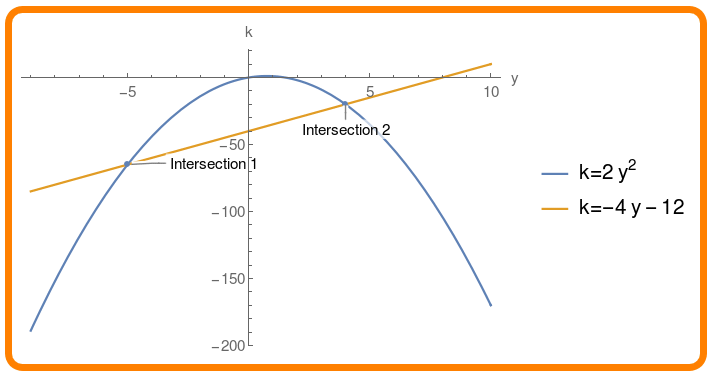 k
y
−5
5
10
−50
−100
−150
−200
Intersection 2
Intersection 1
k=2 y²
k=−4 y − 12